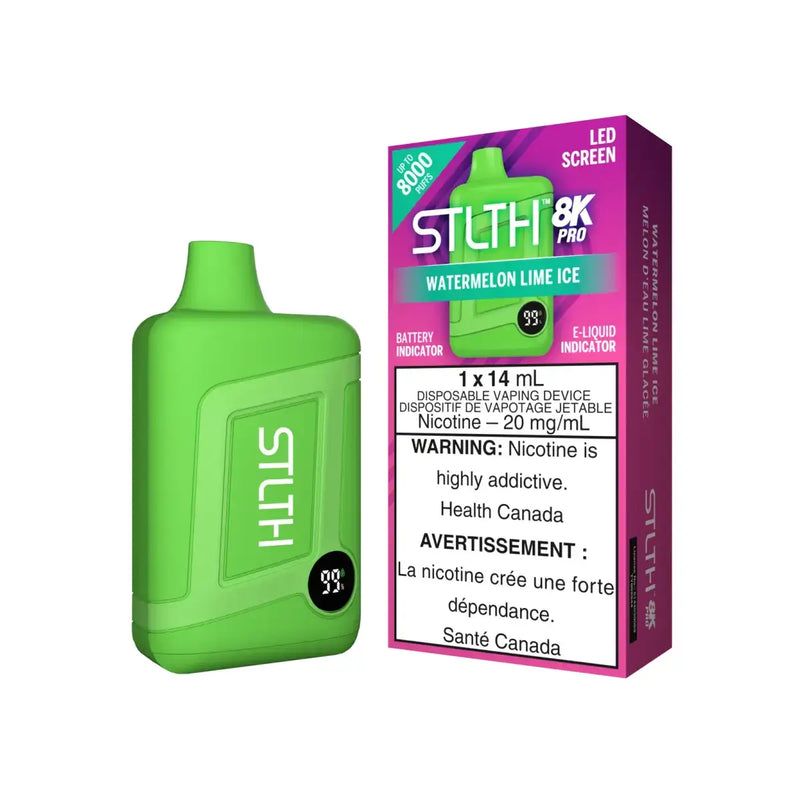 STLTH
99
%
UP TO
8000
PUFFS
LED
SCREEN
STLTH™ 8K
PRO
WATERMELON LIME ICE
99
BATTERY
INDICATOR
E-LIQUID
INDICATOR
1 x 14 mL
DISPOSABLE VAPING DEVICE
DISPOSITIF DE VAPOTAGE JETABLE
Nicotine – 20 mg/mL
WARNING: Nicotine is
highly addictive.
Health Canada
AVERTISSEMENT :
La nicotine crée une forte
dépendance.
Santé Canada
WATERMELON LIME ICE
MELON D'EAU LIME GLACÉE
STLTH 8K
PRO